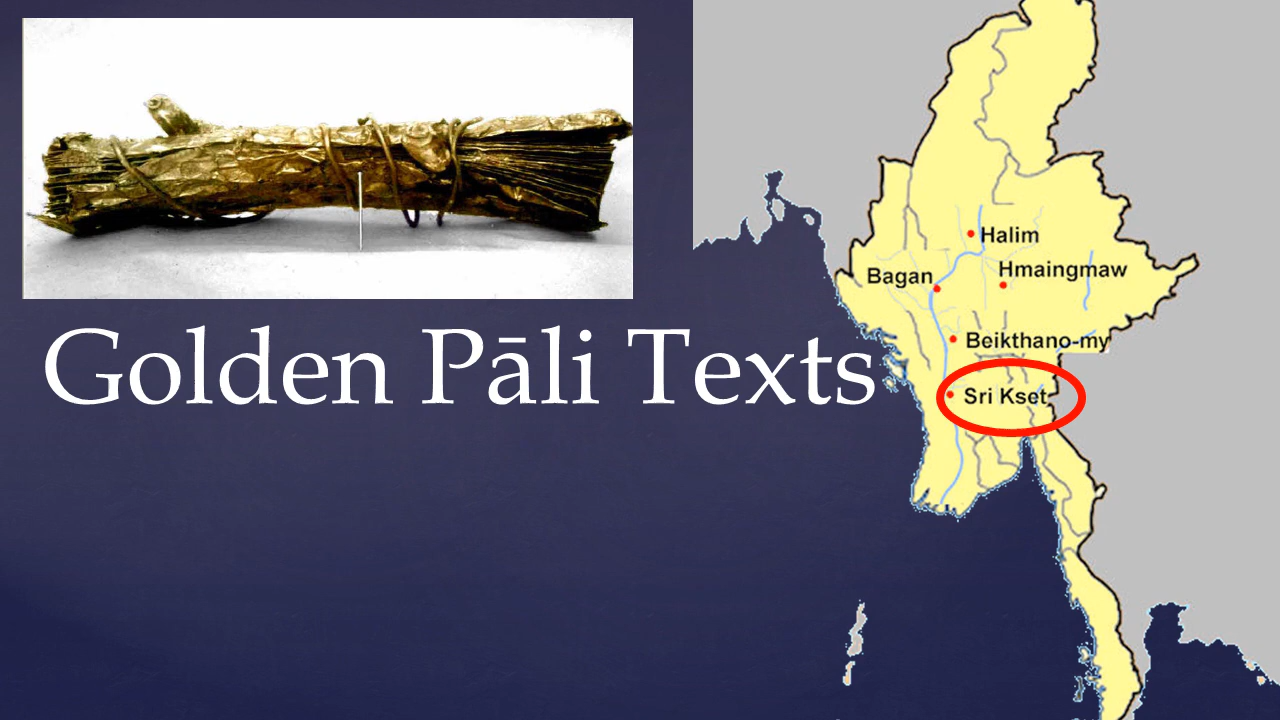 Golden Pāli Texts
Halim
Hmaingmaw
Bagan
Beikthano-my
Sri Kset